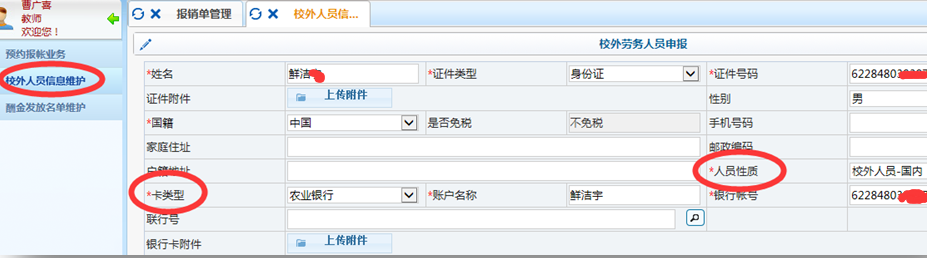 曹广喜
教师
欢迎您！
预约报帐业务
校外人员信息维护
酬金发放名单维护
报销单管理
校外人员信...
校外劳务人员申报
*姓名 鲜洁 *证件类型 身份证 *证件号码 62284803
证件附件 上传附件 性别 男
*国籍 中国 是否免税 不免税 手机号码
家庭住址 邮政编码
户籍地址 *人员性质 校外人员-国内
*卡类型 农业银行 *账户名称 鲜洁宇 *银行帐号 6228480
联行号
银行卡附件 上传附件